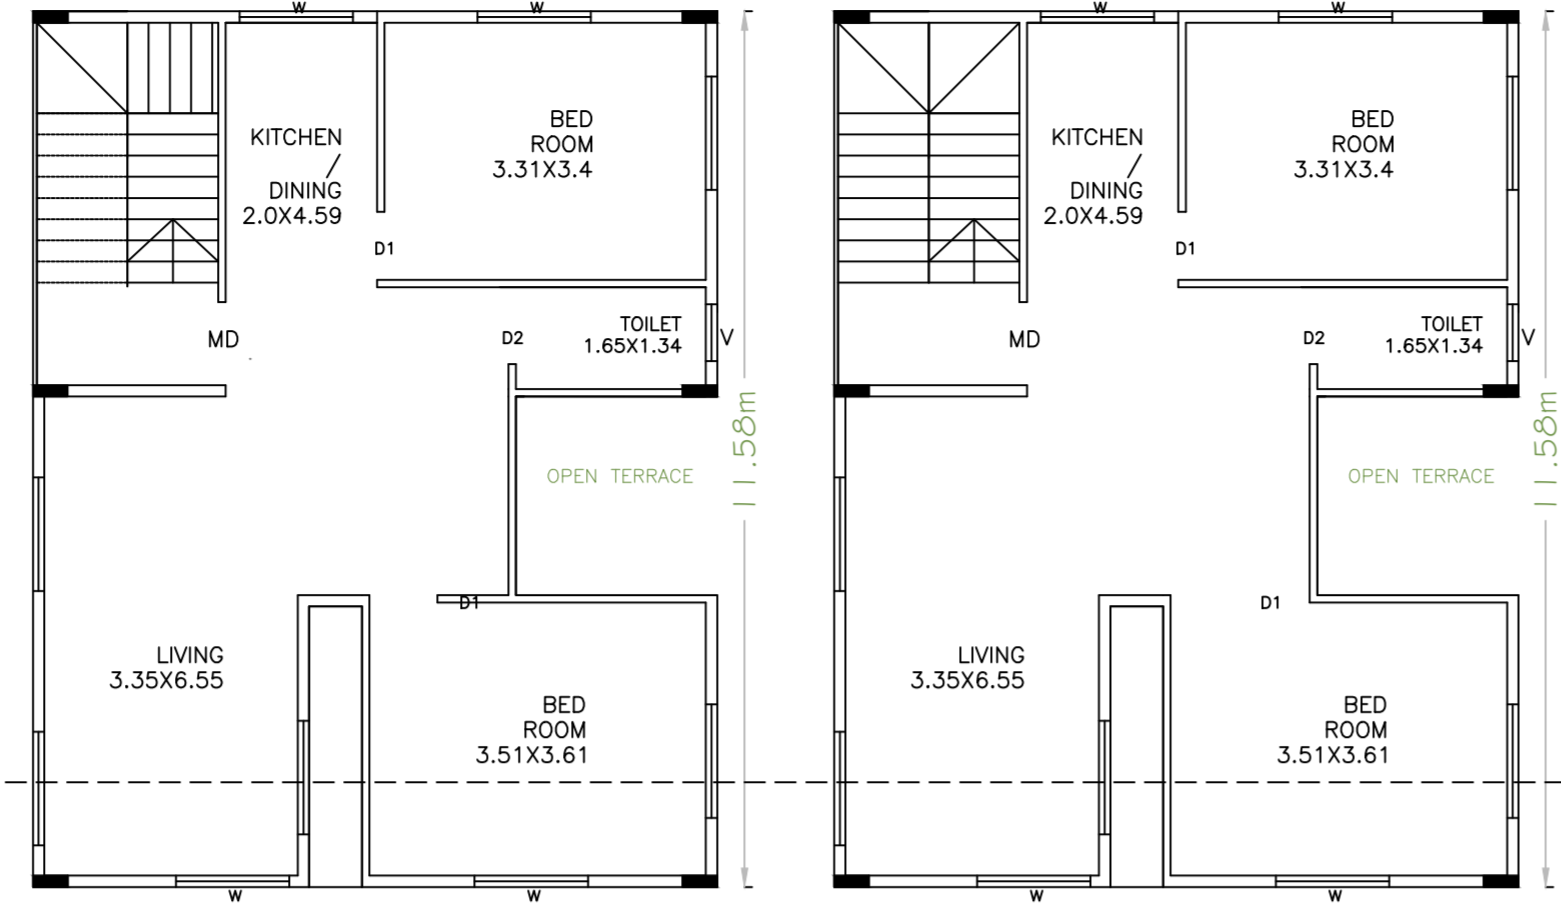 W
W
BED
ROOM
3.31X3.4
KITCHEN
/
DINING
2.0X4.59
D1
MD
D2
TOILET
1.65X1.34
V
11.58m
OPEN TERRACE
D1
LIVING
3.35X6.55
BED
ROOM
3.51X3.61
W
W
W
W
BED
ROOM
3.31X3.4
KITCHEN
/
DINING
2.0X4.59
D1
MD
D2
TOILET
1.65X1.34
V
11.58m
OPEN TERRACE
D1
LIVING
3.35X6.55
BED
ROOM
3.51X3.61
W
W